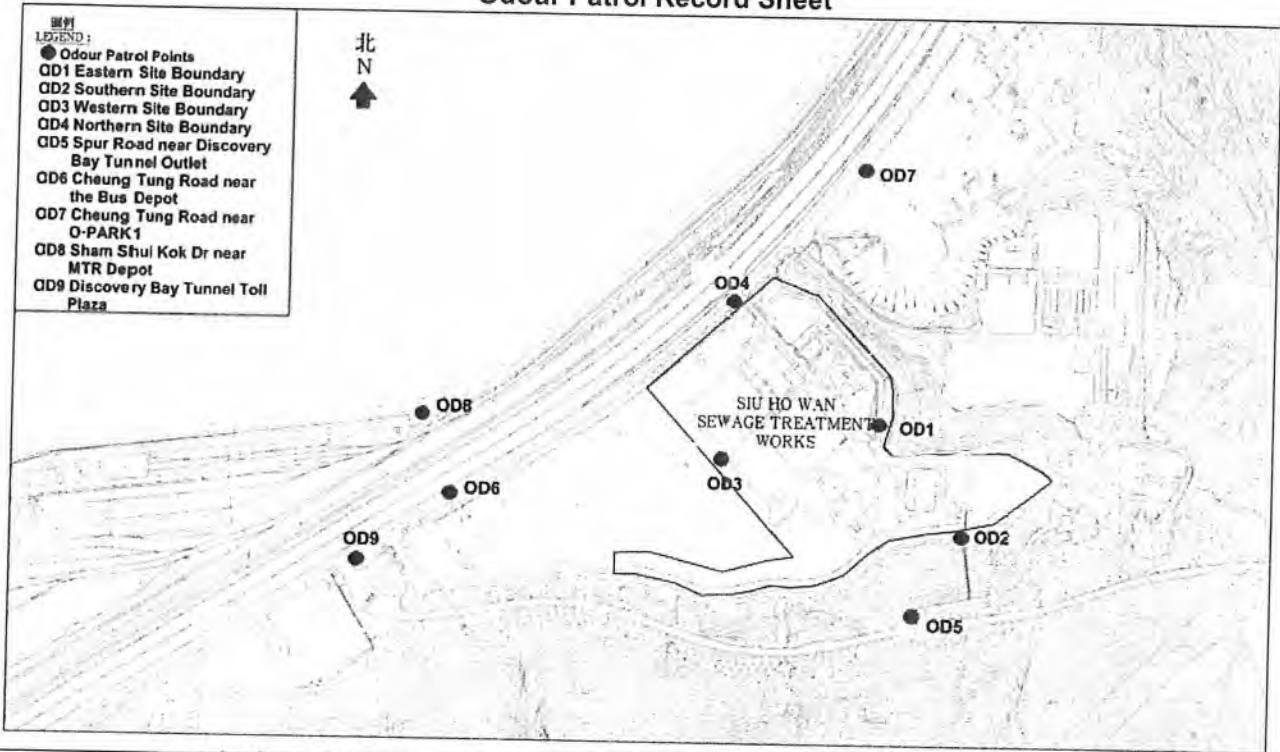 Odour Patrol Record Sheet
圖例
LEGEND :
Odour Patrol Points
OD1 Eastern Site Boundary
OD2 Southern Site Boundary
OD3 Western Site Boundary
OD4 Northern Site Boundary
OD5 Spur Road near Discovery
Bay Tunnel Outlet
OD6 Cheung Tung Road near
the Bus Depot
OD7 Cheung Tung Road near
O-PARK1
OD8 Sham Shui Kok Dr near
MTR Depot
OD9 Discovery Bay Tunnel Toll
Plaza
北
N
OD7
OD4
OD8
SIU HO WAN
SEWAGE TREATMENT
WORKS
OD1
OD3
OD6
OD2
OD9
OD5